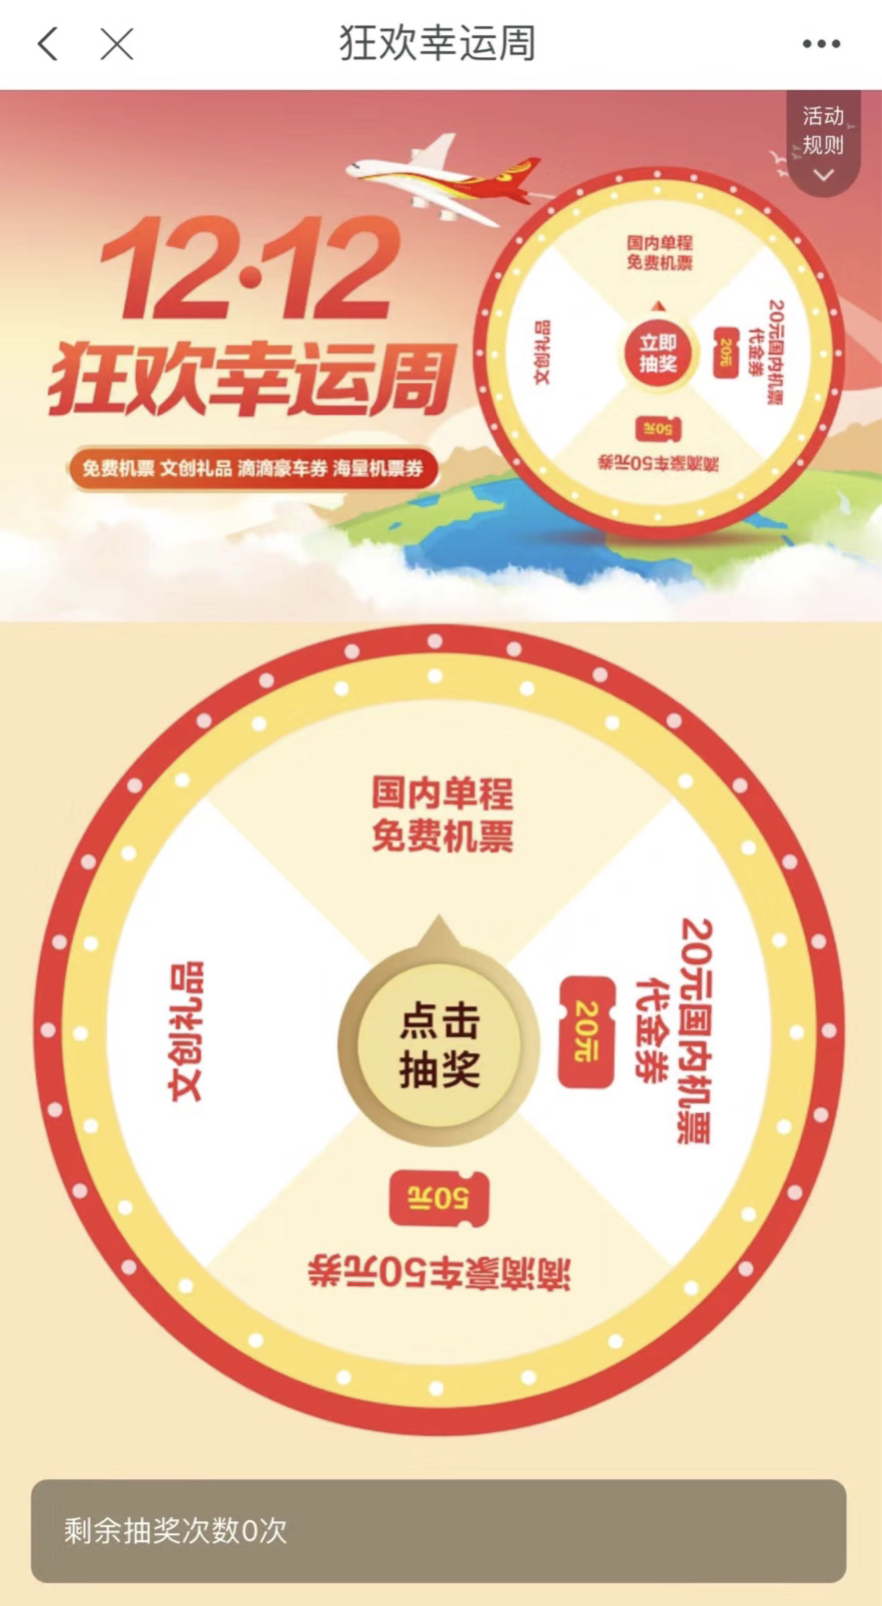 狂欢幸运周
活动
规则
12·12
狂欢幸运周
免费机票 文创礼品 滴滴豪车券 海量机票券
国内单程
免费机票
文创礼品
立即
抽奖
20元
20元国内机票
代金券
50元
滴滴豪车50元券
国内单程
免费机票
文创礼品
点击
抽奖
20元
20元国内机票
代金券
50元
滴滴豪车50元券
剩余抽奖次数0次